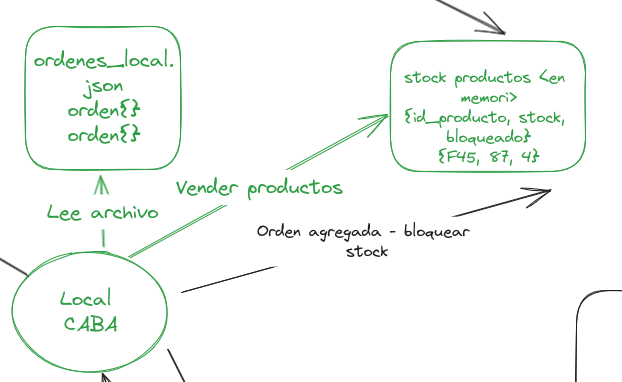 ordenes_local.
json
orden{}
orden{}
stock productos <en
memori>
{id_producto, stock,
bloqueado}
{F45, 87, 4}
Vender productos
Lee archivo
Orden agregada - bloquear
stock
Local
CABA